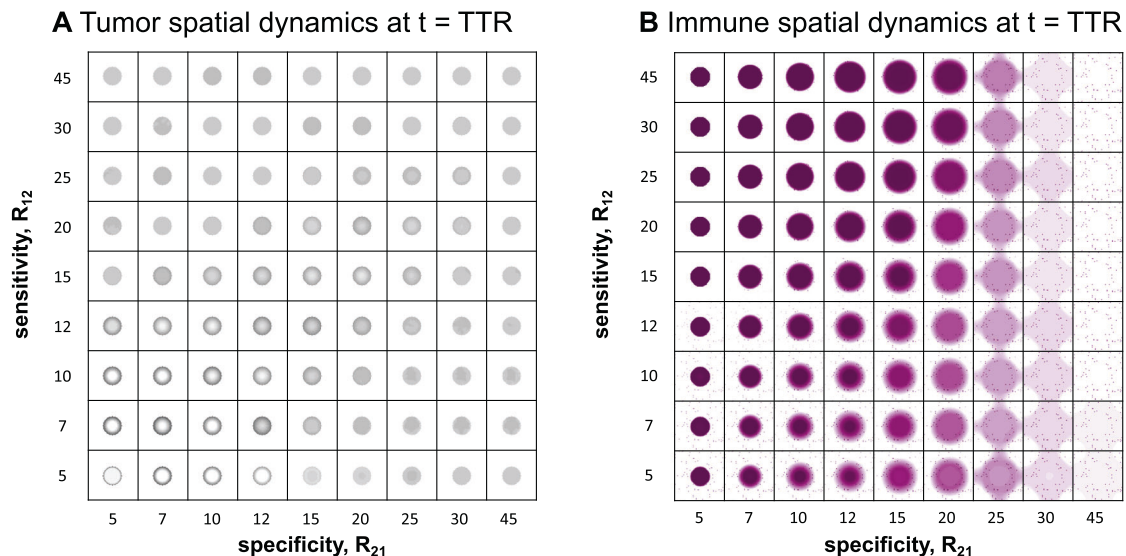 A Tumor spatial dynamics at t = TTR
45
30
25
20
15
12
10
7
5
sensitivity, R12
5 7 10 12 15 20 25 30 45
specificity, R21
B Immune spatial dynamics at t = TTR
45
30
25
20
15
12
10
7
5
sensitivity, R12
5 7 10 12 15 20 25 30 45
specificity, R21